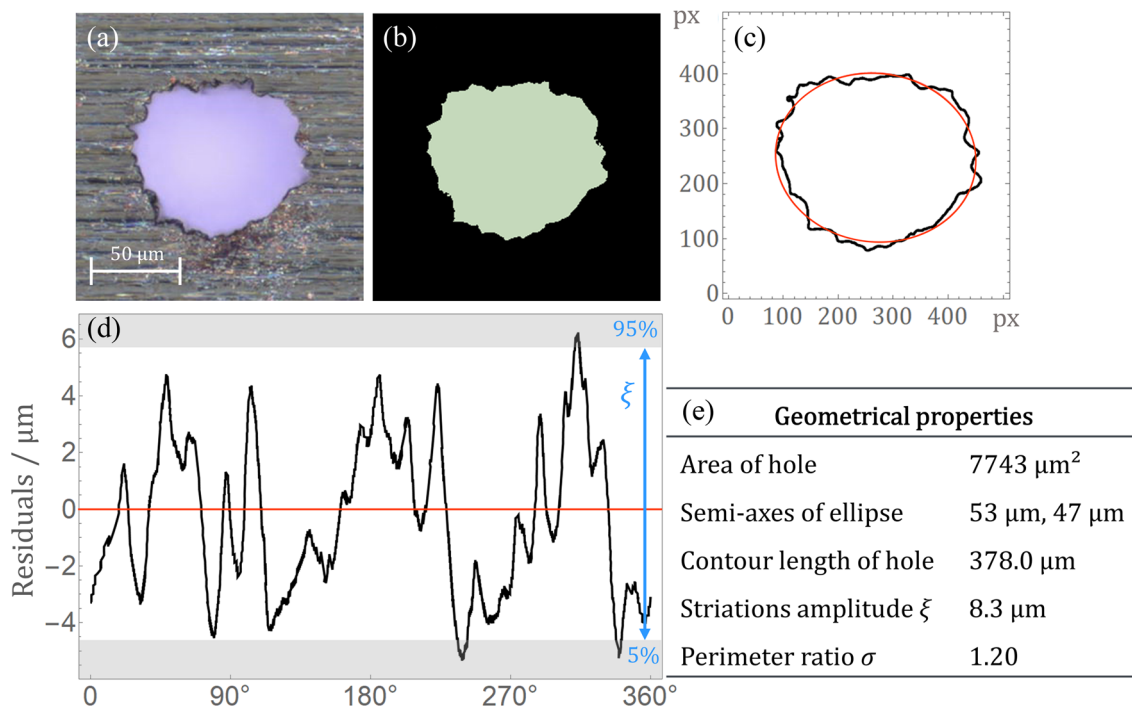 (a)
50 μm
(b)
px
(c)
400
300
200
100
0
0 100 200 300 400
px
(d)
95%
ξ
5%
Residuals / μm
6
4
2
0
-2
-4
0 90° 180° 270° 360°
(e) Geometrical properties
Area of hole 7743 μm²
Semi-axes of ellipse 53 μm, 47 μm
Contour length of hole 378.0 μm
Striations amplitude ξ 8.3 μm
Perimeter ratio σ 1.20